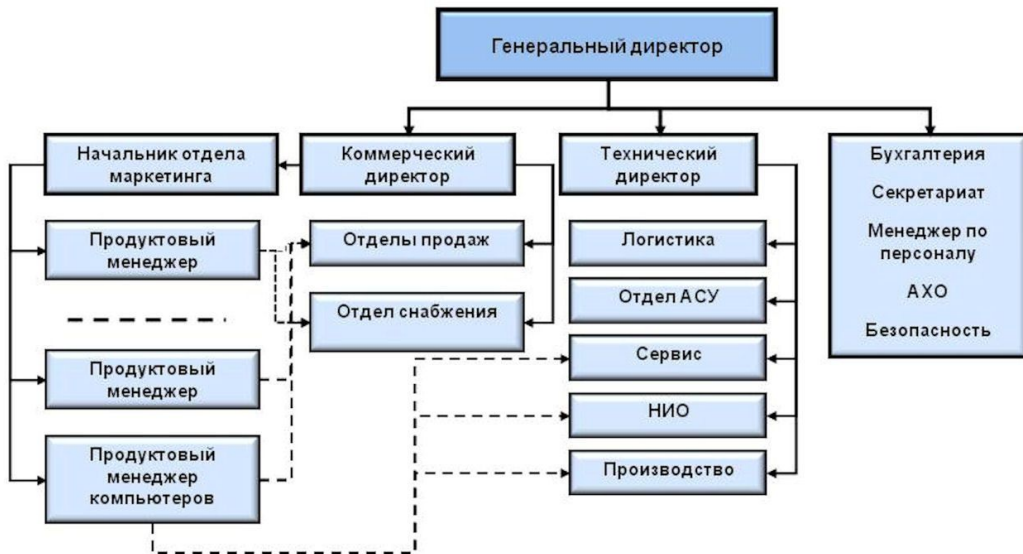 Генеральный директор
Начальник отдела
маркетинга
Коммерческий
директор
Технический
директор
Бухгалтерия
Секретариат
Менеджер по
персоналу
АХО
Безопасность
Продуктовый
менеджер
Отделы продаж
Логистика
Отдел снабжения
Отдел АСУ
Продуктовый
менеджер
Сервис
НИО
Продуктовый
менеджер
компьютеров
Производство